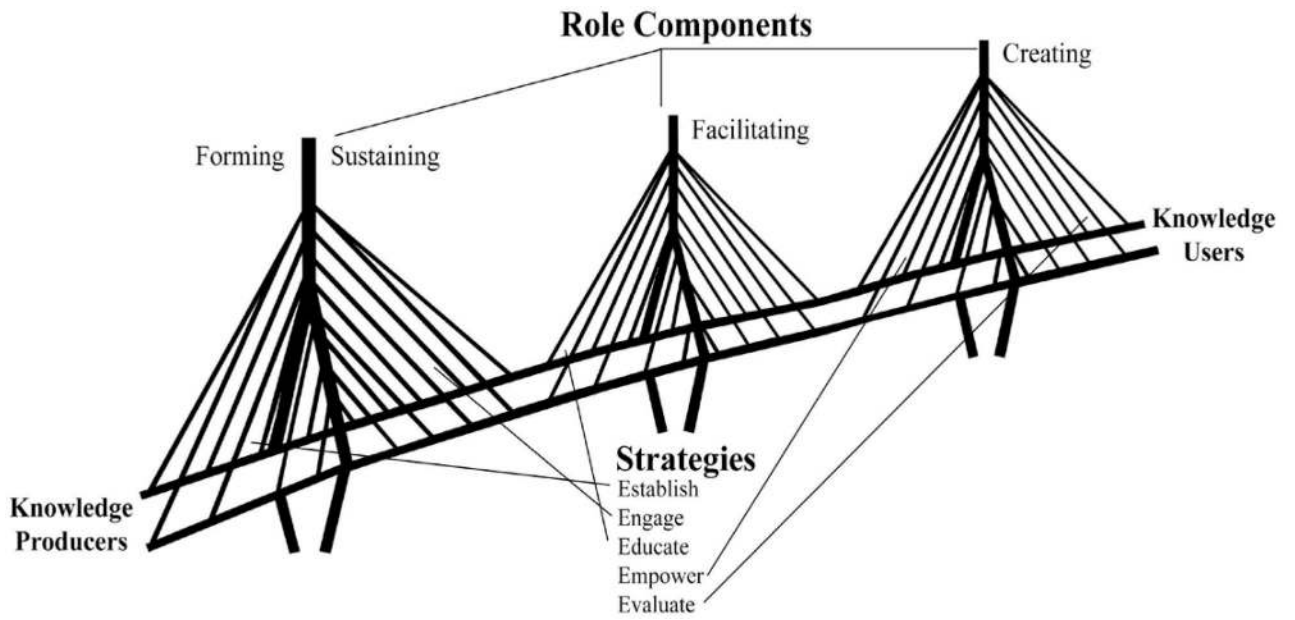 Role Components
Creating
Facilitating
Forming Sustaining
Knowledge
Users
Strategies
Establish
Engage
Educate
Empower
Evaluate
Knowledge
Producers